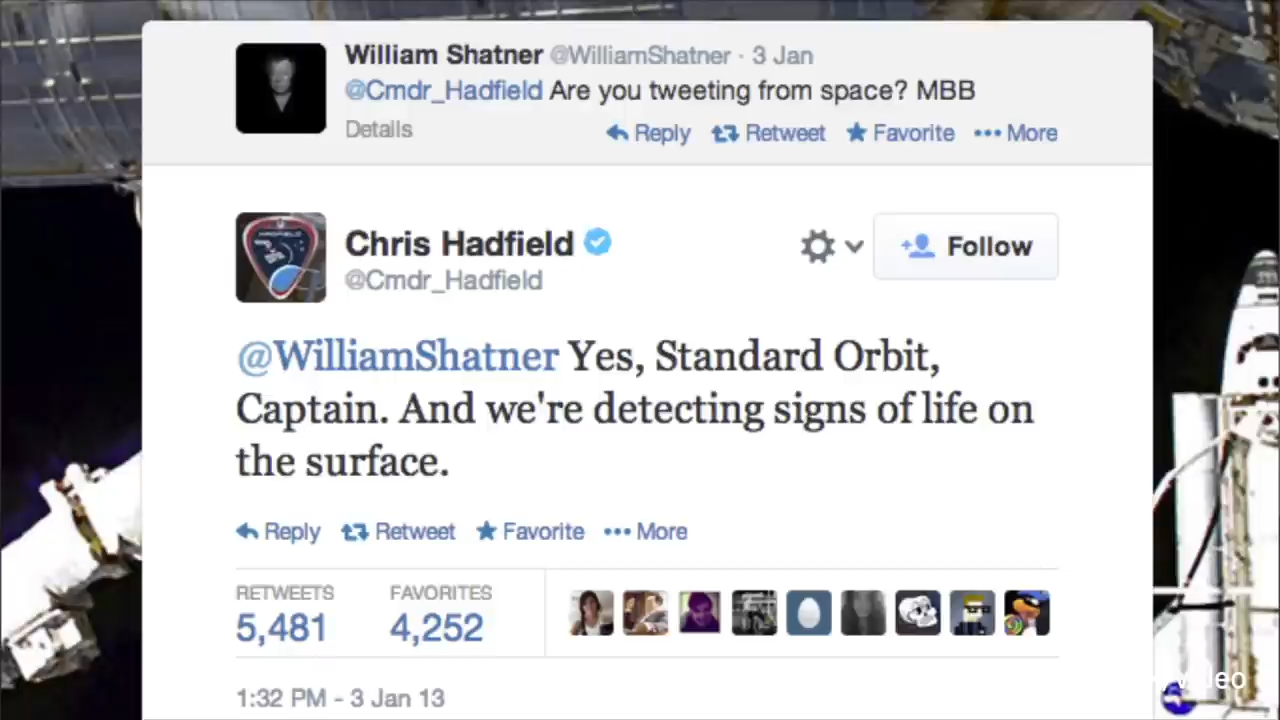 William Shatner @WilliamShatner · 3 Jan
@Cmdr_Hadfield Are you tweeting from space? MBB
Details Reply Retweet Favorite More
Chris Hadfield Follow
@Cmdr_Hadfield
@WilliamShatner Yes, Standard Orbit,
Captain. And we're detecting signs of life on
the surface.
Reply Retweet Favorite More
RETWEETS FAVORITES
5,481 4,252
1:32 PM - 3 Jan 13